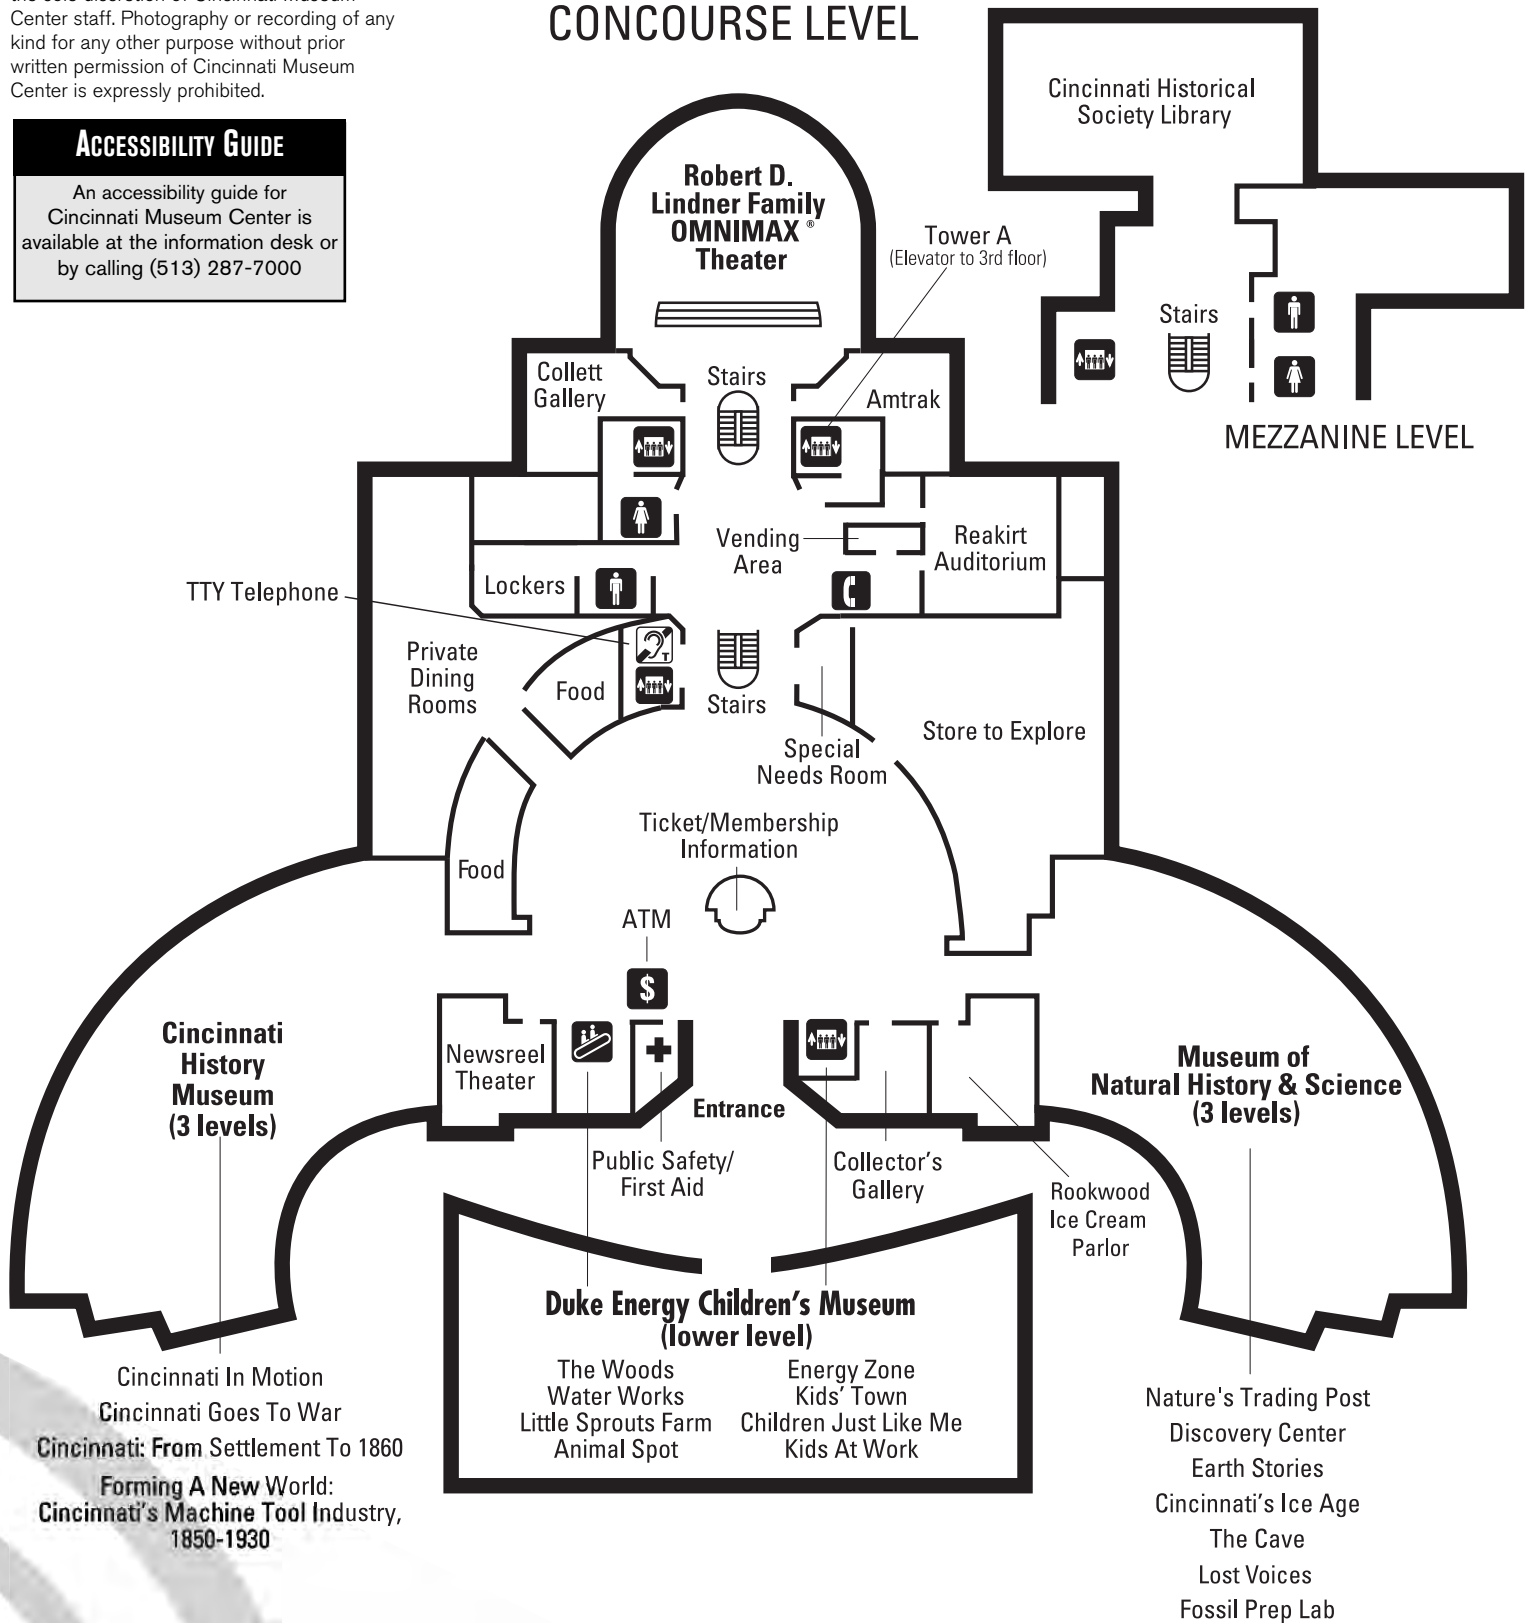 the sole discretion of Cincinnati Museum
Center staff. Photography or recording of any
kind for any other purpose without prior
written permission of Cincinnati Museum
Center is expressly prohibited.
ACCESSIBILITY GUIDE
An accessibility guide for
Cincinnati Museum Center is
available at the information desk or
by calling (513) 287-7000
CONCOURSE LEVEL
Cincinnati Historical
Society Library
Stairs
MEZZANINE LEVEL
Robert D.
Lindner Family
OMNIMAX ®
Theater
Tower A
(Elevator to 3rd floor)
Collett
Gallery
Stairs
Amtrak
Vending
Area
Reakirt
Auditorium
TTY Telephone
Lockers
T
Private
Dining
Rooms
Food
Stairs
Special
Needs Room
Store to Explore
Ticket/Membership
Information
Food
ATM
$
Cincinnati
History
Museum
(3 levels)
Newsreel
Theater
Entrance
Museum of
Natural History & Science
(3 levels)
Public Safety/
First Aid
Collector's
Gallery
Rookwood
Ice Cream
Parlor
Duke Energy Children's Museum
(lower level)
The Woods
Water Works
Little Sprouts Farm
Animal Spot
Energy Zone
Kids' Town
Children Just Like Me
Kids At Work
Cincinnati In Motion
Cincinnati Goes To War
Cincinnati: From Settlement To 1860
Forming A New World:
Cincinnati's Machine Tool Industry,
1850-1930
Nature's Trading Post
Discovery Center
Earth Stories
Cincinnati's Ice Age
The Cave
Lost Voices
Fossil Prep Lab